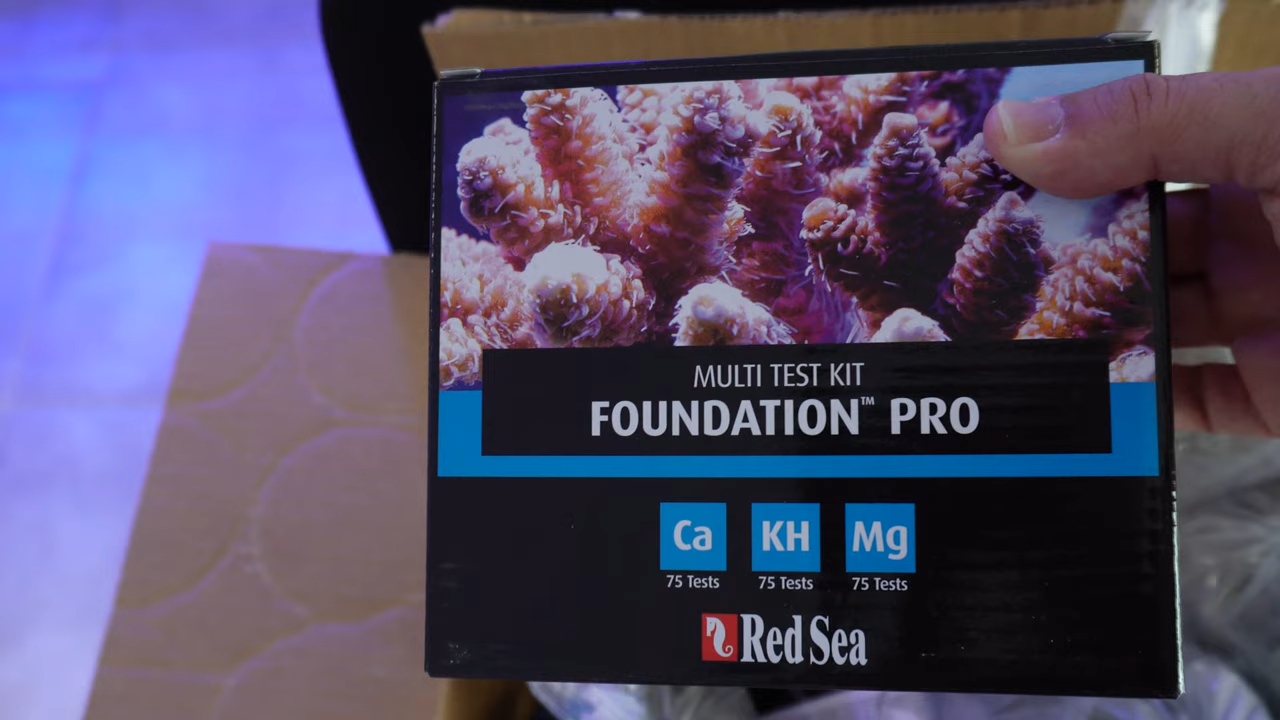 MULTI TEST KIT
FOUNDATION™ PRO
Ca KH Mg
75 Tests 75 Tests 75 Tests
Red Sea